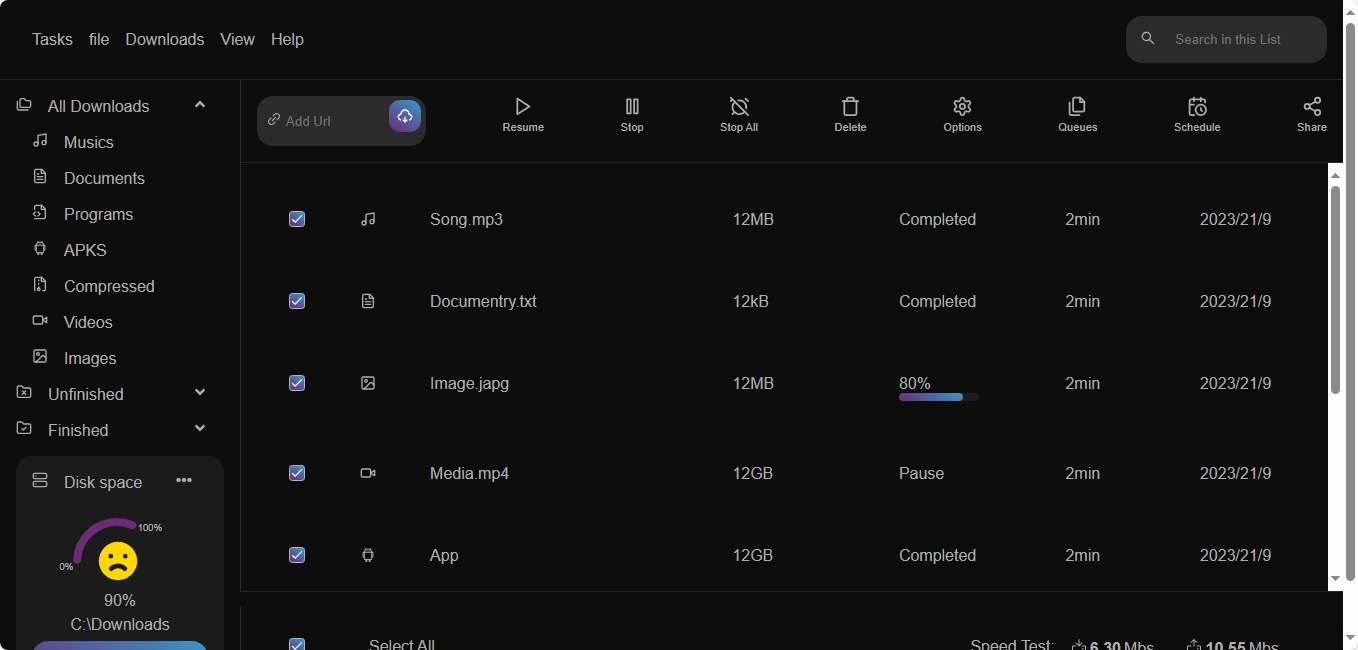 Tasks file Downloads View Help
Search in this List
All Downloads
Musics
Documents
Programs
APKS
Compressed
Videos
Images
Unfinished
Finished
Disk space
100%
0%
90%
C:\Downloads
Add Url
Resume Stop Stop All Delete Options Queues Schedule Share
Song.mp3 12MB Completed 2min 2023/21/9
Documentry.txt 12kB Completed 2min 2023/21/9
Image.japg 12MB 80% 2min 2023/21/9
Media.mp4 12GB Pause 2min 2023/21/9
App 12GB Completed 2min 2023/21/9
Select All Speed Test: 6.30 Mbs 10.55 Mbs